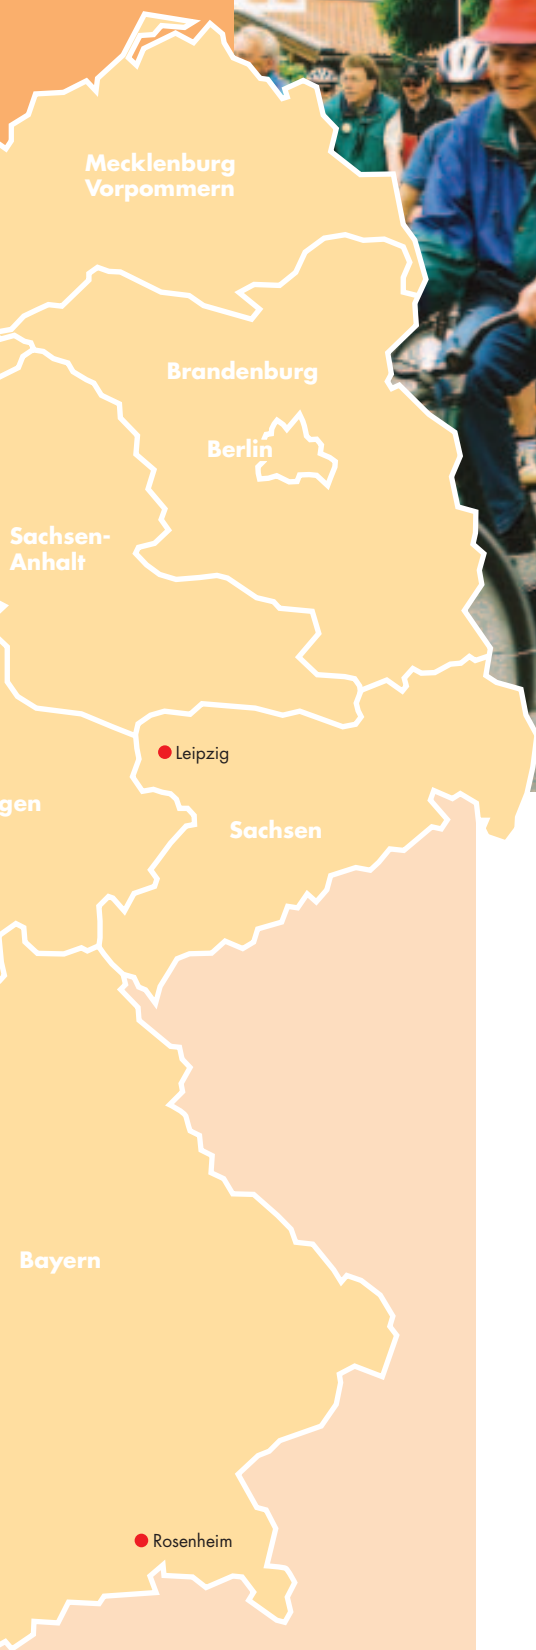 Mecklenburg
Vorpommern
Brandenburg
Berlin
Sachsen-
Anhalt
Leipzig
gen
Sachsen
Bayern
Rosenheim